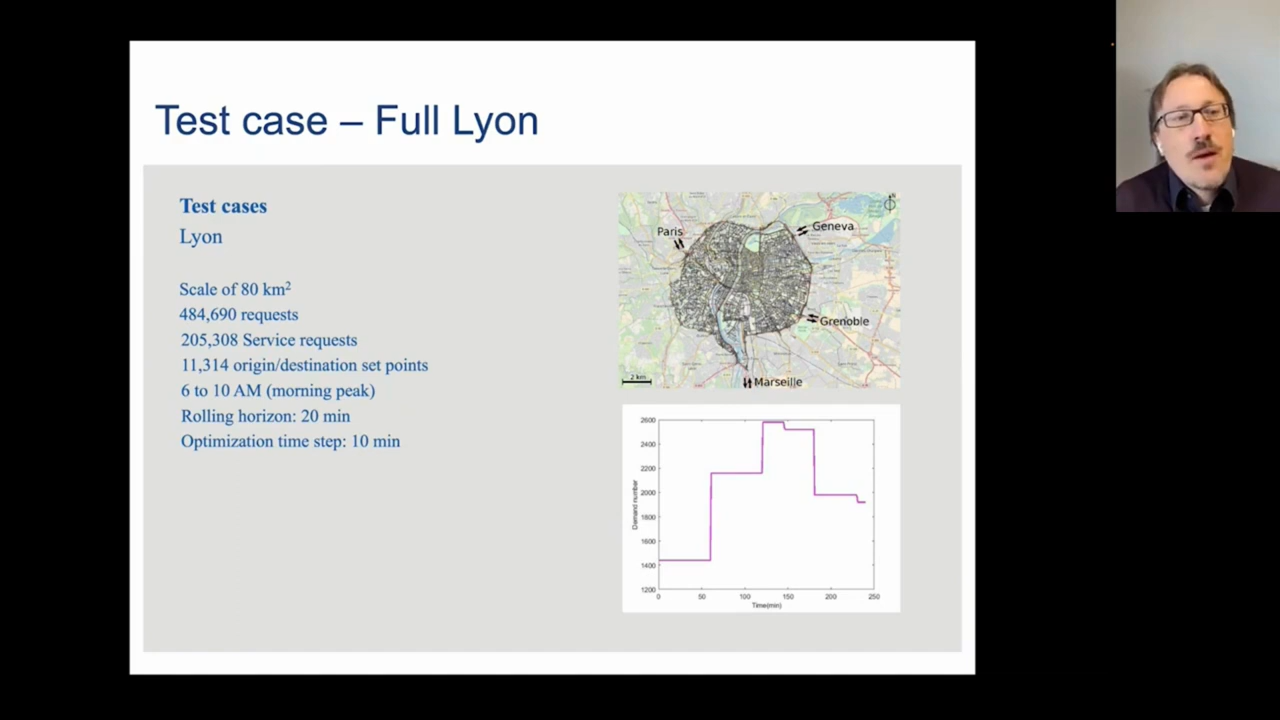 Test case – Full Lyon
Test cases
Lyon
Scale of 80 km²
484,690 requests
205,308 Service requests
11,314 origin/destination set points
6 to 10 AM (morning peak)
Rolling horizon: 20 min
Optimization time step: 10 min
Paris
Geneva
Grenoble
Marseille
2 km
2600
2400
2200
2000
1800
1600
1400
1200
Demand number
0 50 100 150 200 250
Time(min)